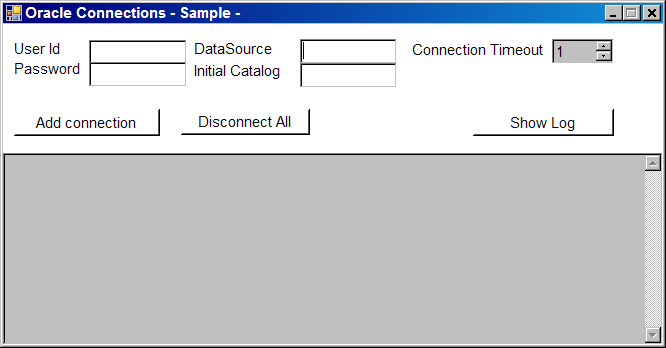 Oracle Connections - Sample -
User Id DataSource Connection Timeout 1
Password Initial Catalog
Add connection Disconnect All Show Log